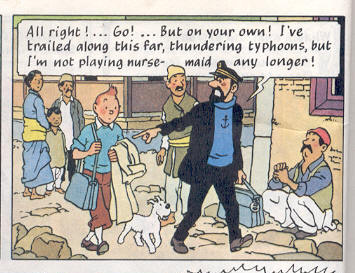 All right! ... Go! ... But on your own! I've
trailed along this far, thundering typhoons, but
I'm not playing nurse- maid any longer!